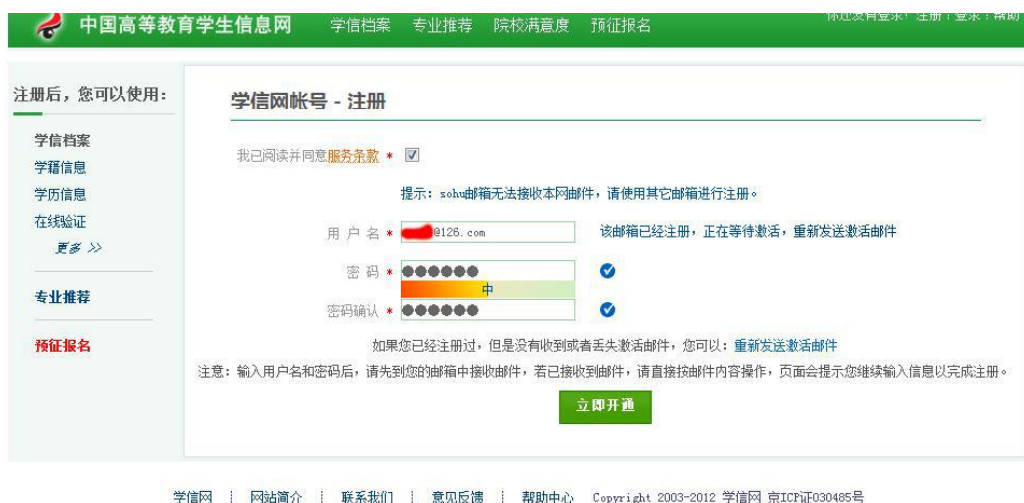 中国高等教育学生信息网 学信档案 专业推荐 院校满意度 预征报名 你还没有登录! 注册 | 登录 | 帮助
注册后，您可以使用：
学信档案
学籍信息
学历信息
在线验证
更多 >>
专业推荐
预征报名
学信网帐号 - 注册
我已阅读并同意服务条款 *
提示：sohu邮箱无法接收本网邮件，请使用其它邮箱进行注册。
用 户 名 * @126.com 该邮箱已经注册，正在等待激活，重新发送激活邮件
密 码 *
中
密码确认 *
如果您已经注册过，但是没有收到或者丢失激活邮件，您可以：重新发送激活邮件
注意：输入用户名和密码后，请先到您的邮箱中接收邮件，若已接收到邮件，请直接按邮件内容操作，页面会提示您继续输入信息以完成注册。
立即开通
学信网 | 网站简介 | 联系我们 | 意见反馈 | 帮助中心 Copyright 2003-2012 学信网 京ICP证030485号